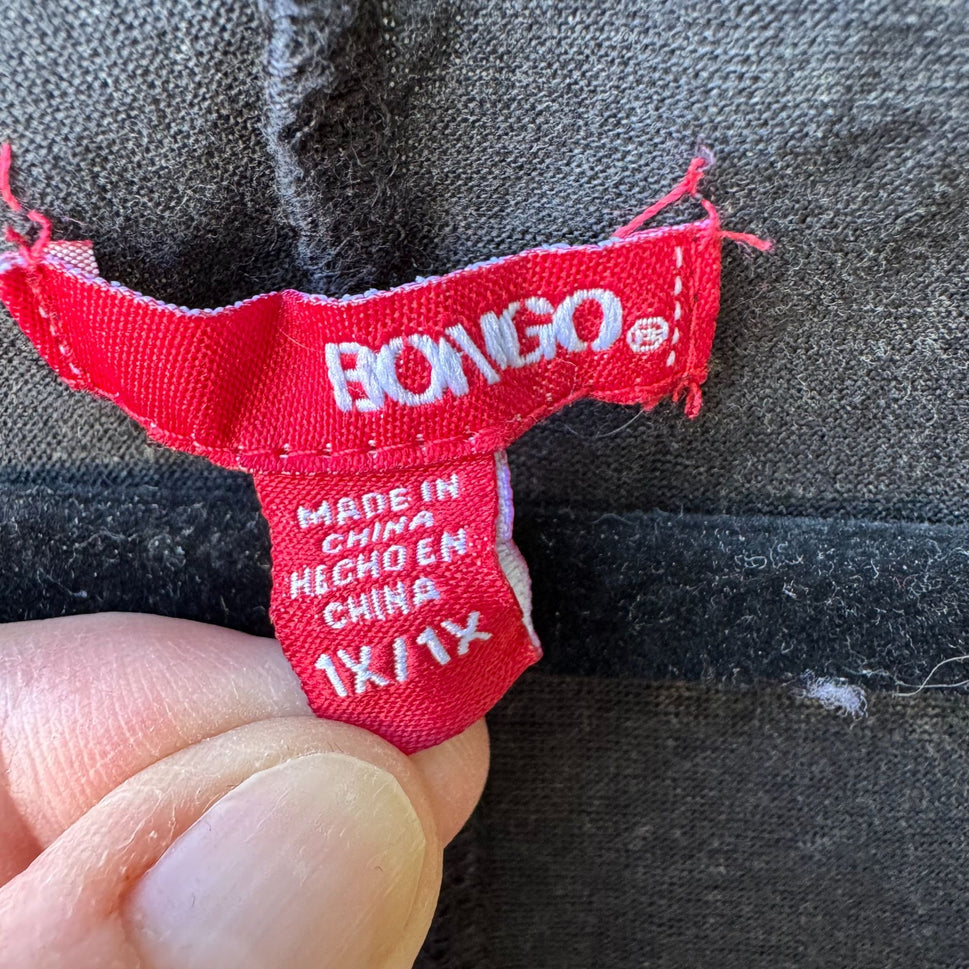 BONGO®
MADE IN
CHINA
HECHO EN
CHINA
1X/1X